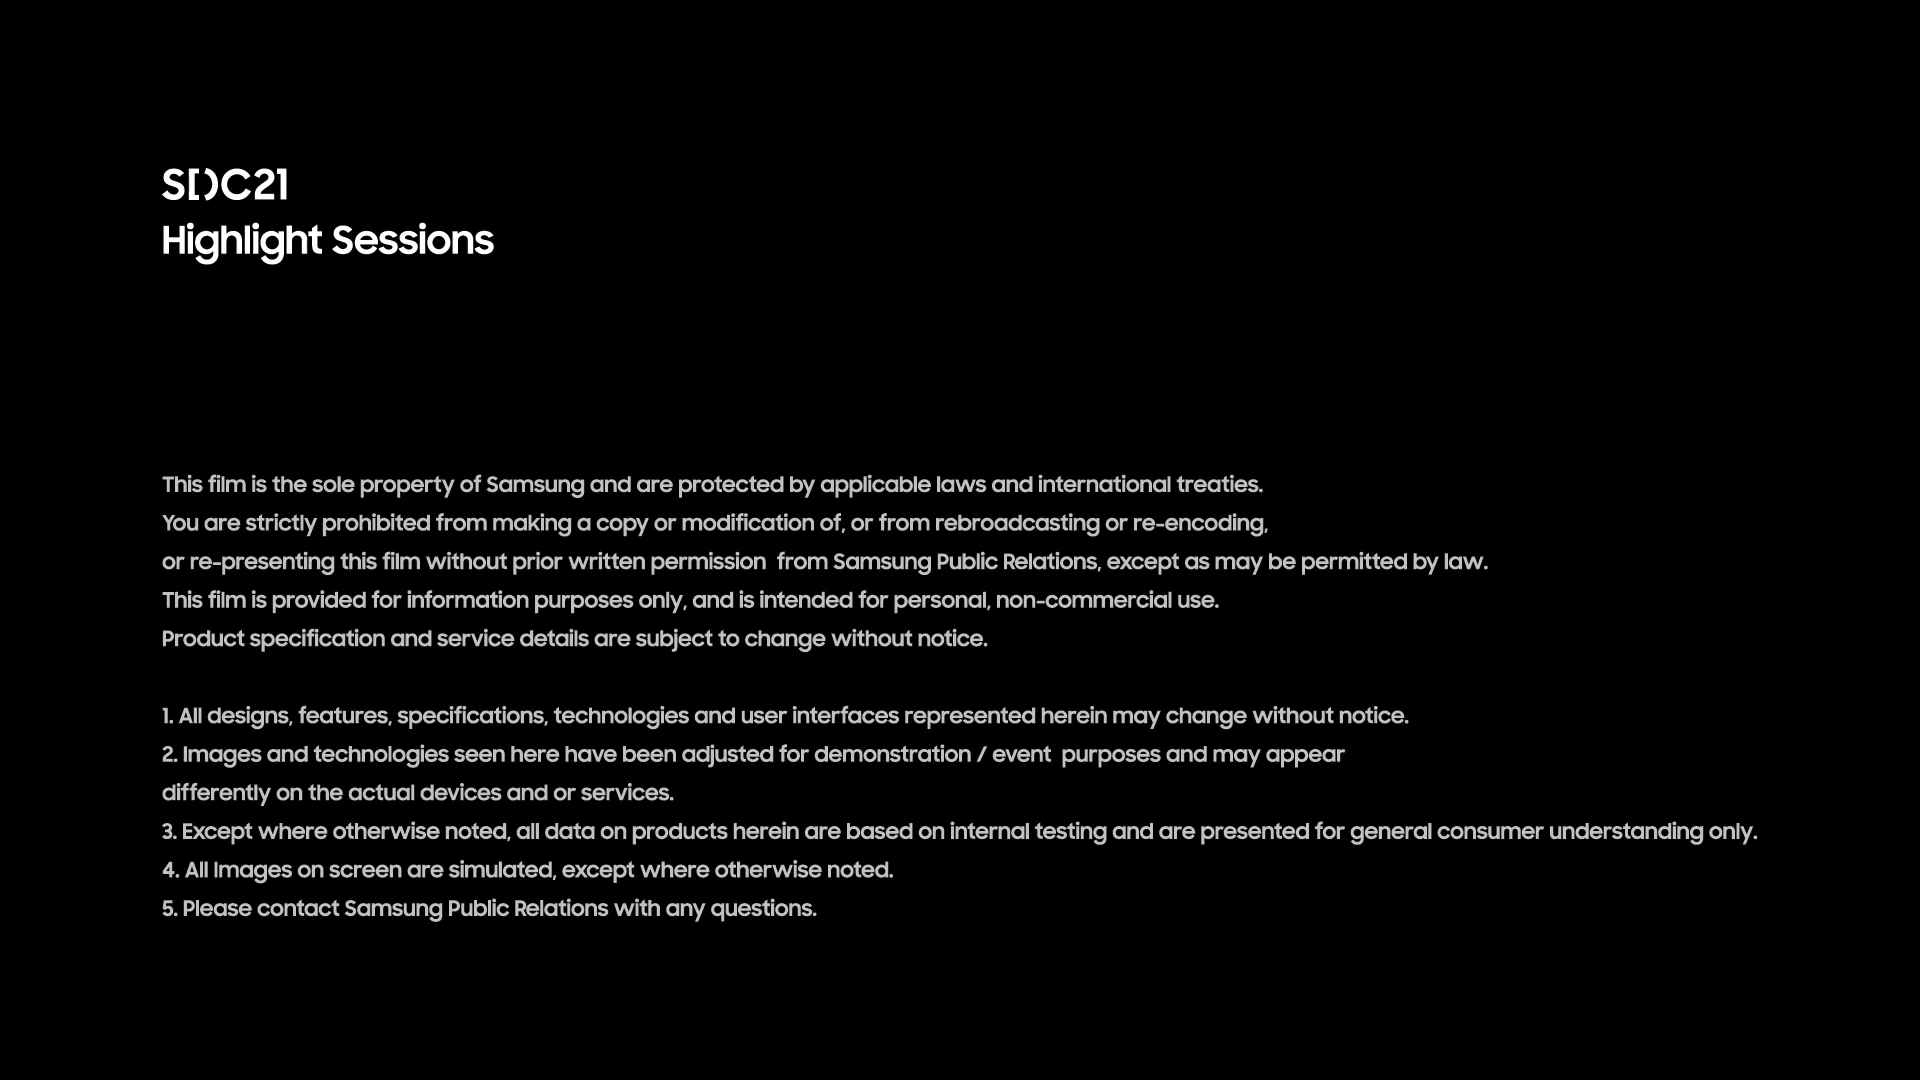 SDC21
Highlight Sessions
This film is the sole property of Samsung and are protected by applicable laws and international treaties.
You are strictly prohibited from making a copy or modification of, or from rebroadcasting or re-encoding,
or re-presenting this film without prior written permission  from Samsung Public Relations, except as may be permitted by law.
This film is provided for information purposes only, and is intended for personal, non-commercial use.
Product specification and service details are subject to change without notice.
1. All designs, features, specifications, technologies and user interfaces represented herein may change without notice.
2. Images and technologies seen here have been adjusted for demonstration / event  purposes and may appear
differently on the actual devices and or services.
3. Except where otherwise noted, all data on products herein are based on internal testing and are presented for general consumer understanding only.
4. All Images on screen are simulated, except where otherwise noted.
5. Please contact Samsung Public Relations with any questions.